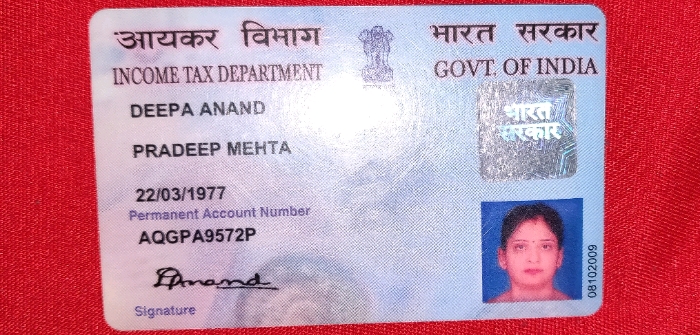 आयकर विभाग
INCOME TAX DEPARTMENT
भारत सरकार
GOVT. OF INDIA
DEEPA ANAND
PRADEEP MEHTA
22/03/1977
Permanent Account Number
AQGPA9572P
DAnand
Signature
भारत
सरकार
08102009